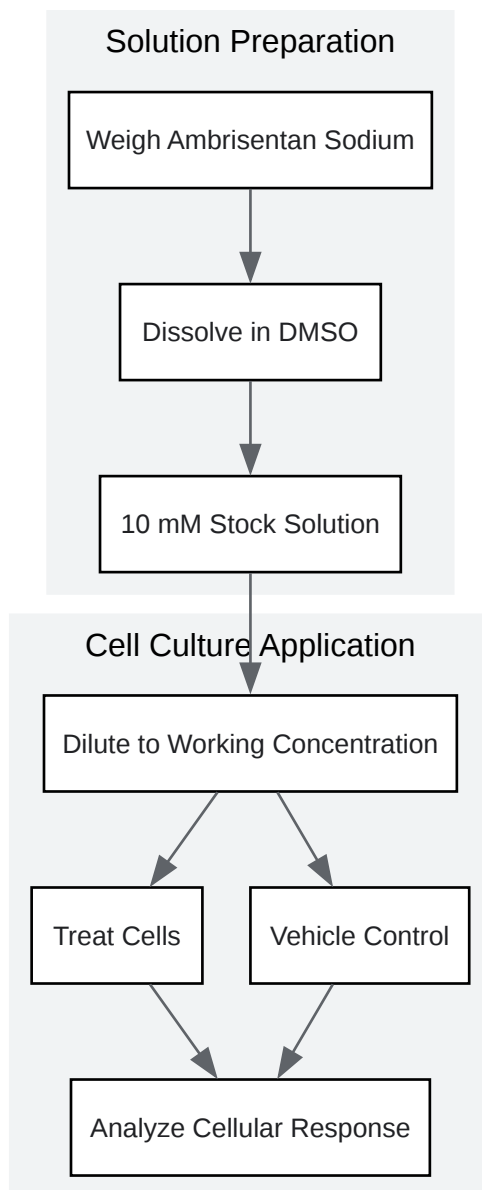 Solution Preparation
Weigh Ambrisentan Sodium
Dissolve in DMSO
10 mM Stock Solution
Cell Culture Application
Dilute to Working Concentration
Treat Cells
Vehicle Control
Analyze Cellular Response